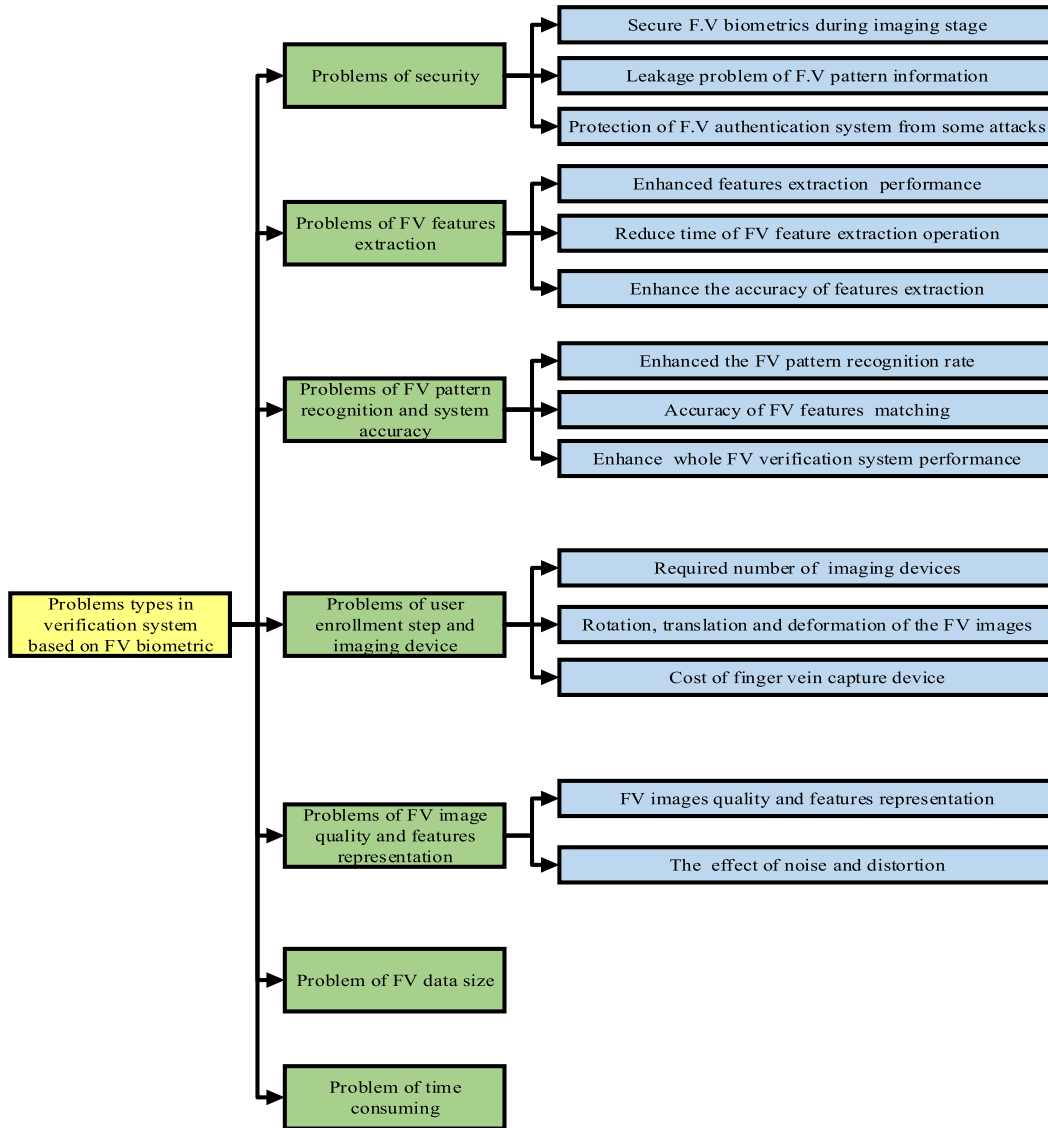 Problems types in
verification system
based on FV biometric
Problems of security
Secure F.V biometrics during imaging stage
Leakage problem of F.V pattern information
Protection of F.V authentication system from some attacks
Problems of FV features
extraction
Enhanced features extraction performance
Reduce time of FV feature extraction operation
Enhance the accuracy of features extraction
Problems of FV pattern
recognition and system
accuracy
Enhanced the FV pattern recognition rate
Accuracy of FV features matching
Enhance whole FV verification system performance
Problems of user
enrollment step and
imaging device
Required number of imaging devices
Rotation, translation and deformation of the FV images
Cost of finger vein capture device
Problems of FV image
quality and features
representation
FV images quality and features representation
The effect of noise and distortion
Problem of FV data size
Problem of time
consuming